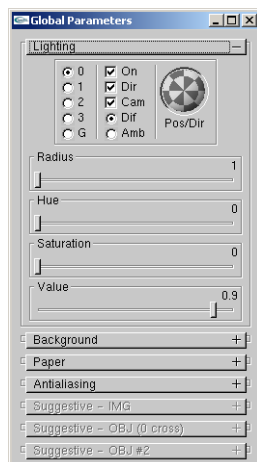 Global Parameters
Lighting
0 On
1 Dir
2 Cam
3 Dif
G Amb
Pos/Dir
Radius
1
Hue
0
Saturation
0
Value
0.9
Background
Paper
Antialiasing
Suggestive - IMG
Suggestive - OBJ (0 cross)
Suggestive - OBJ #2